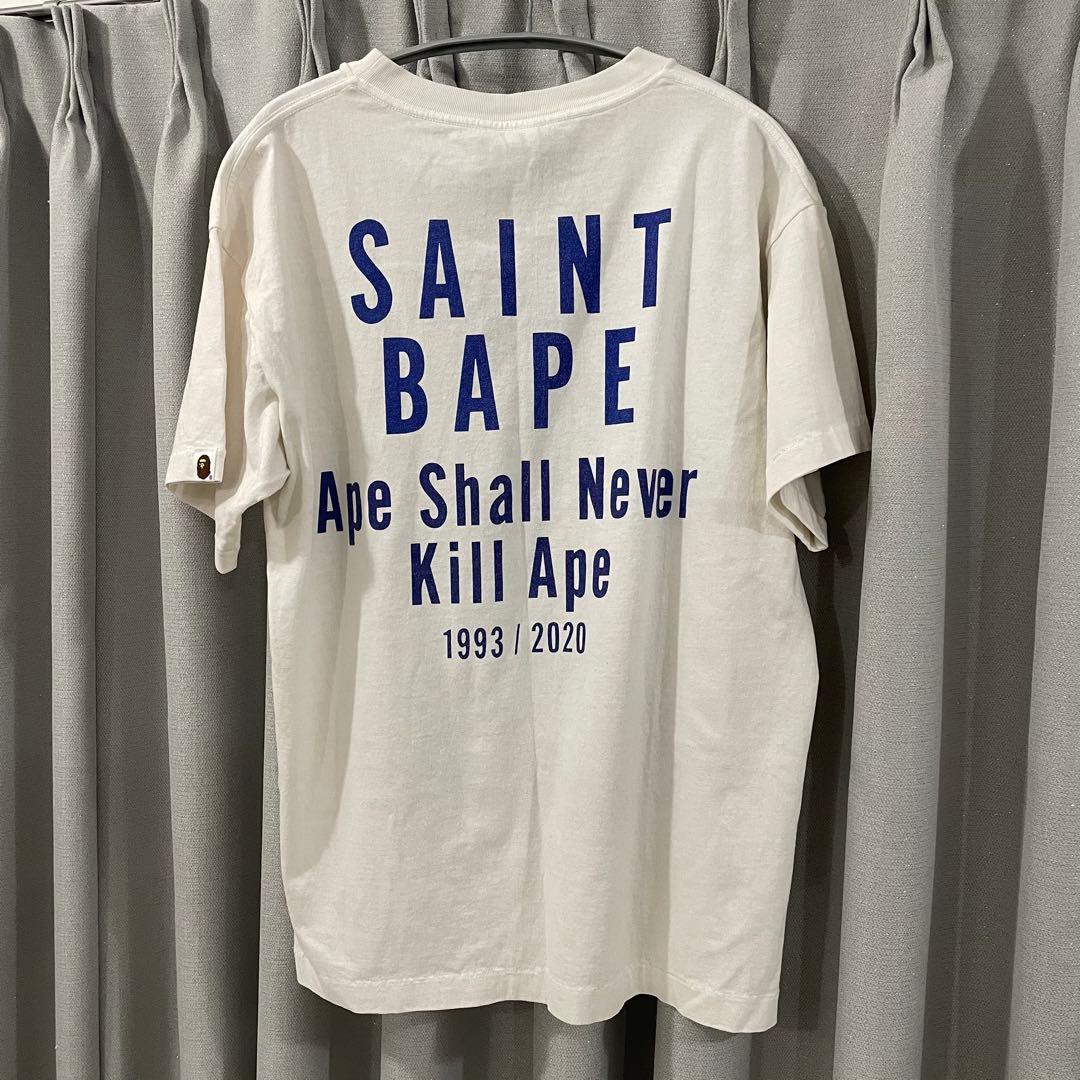 SAINT
BAPE
Ape Shall Never
Kill Ape
1993 / 2020